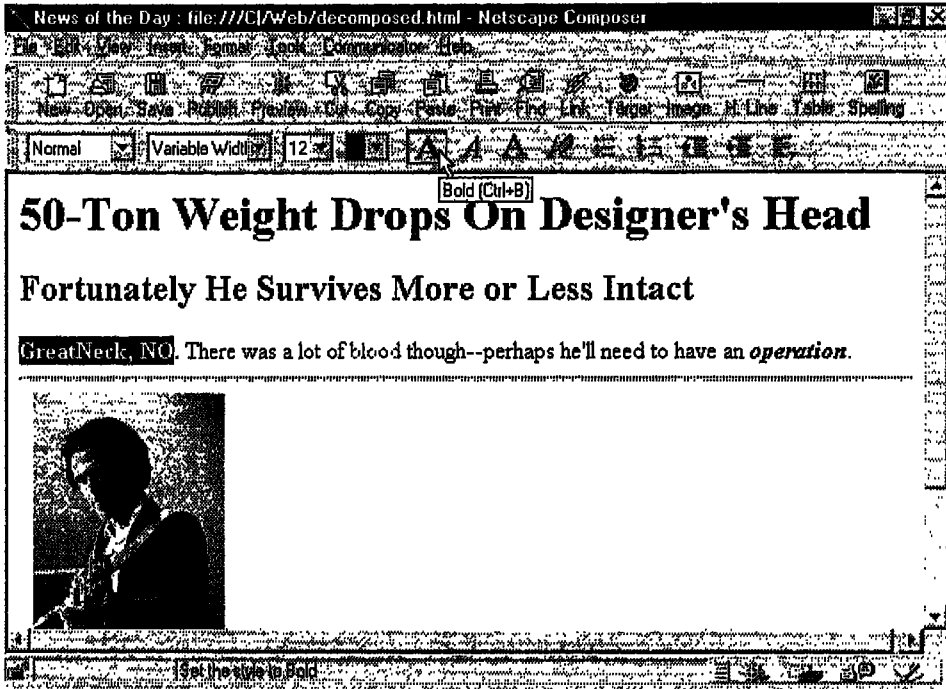 News of the Day : file:///C|/Web/decomposed.html - Netscape Composer
File Edit View Insert Format Tools Communicator Help
New Open Save Publish Preview Cut Copy Paste Print Find Link Target Image H. Line Table Spelling
Normal Variable Widtl 12
Bold (Ctrl+B)
50-Ton Weight Drops On Designer's Head
Fortunately He Survives More or Less Intact
GreatNeck, NO. There was a lot of blood though--perhaps he'll need to have an operation.
Set the style to Bold